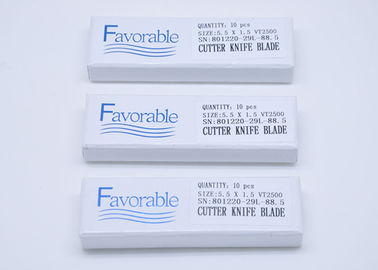 Favorable
QUANTITY: 10 pcs
SIZE:5.5 X 1.5 VT2500
SN:801220-29L-88.5
CUTTER KNIFE BLADE
Favorable
QUANTITY: 10 pcs
SIZE:5.5 X 1.5 VT2500
SN:801220-29L-88.5
CUTTER KNIFE BLADE
Favorable
QUANTITY: 10 pcs
SIZE:5.5 X 1.5 VT2500
SN:801220-29L-88.5
CUTTER KNIFE BLADE